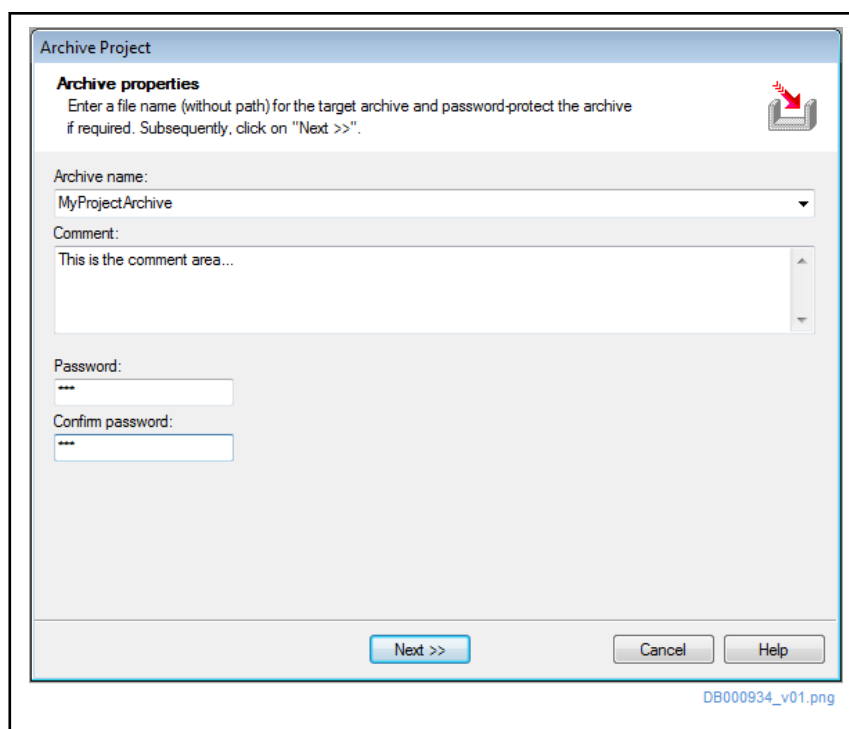 Archive Project
Archive properties
Enter a file name (without path) for the target archive and password-protect the archive
if required. Subsequently, click on "Next >>".
Archive name:
MyProjectArchive
Comment:
This is the comment area...
Password:
***
Confirm password:
***
Next >>
Cancel
Help
DB000934_v01.png